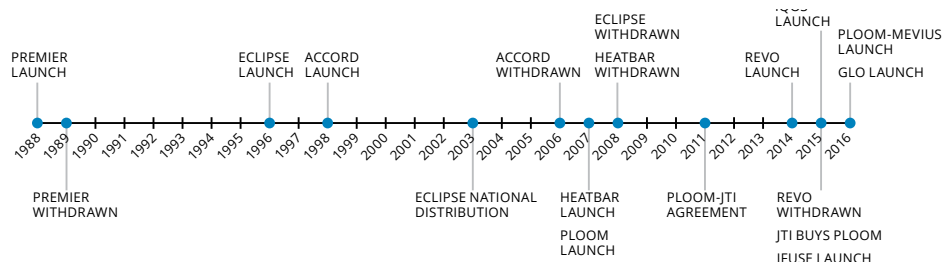 ECLIPSE
WITHDRAWN
IQOS
LAUNCH
PLOOM-MEVIUS
LAUNCH
PREMIER
LAUNCH
ECLIPSE
LAUNCH
ACCORD
LAUNCH
ACCORD
WITHDRAWN
HEATBAR
WITHDRAWN
REVO
LAUNCH
GLO LAUNCH
1988
1989
1990
1991
1992
1993
1994
1995
1996
1997
1998
1999
2000
2001
2002
2003
2004
2005
2006
2007
2008
2009
2010
2011
2012
2013
2014
2015
2016
PREMIER
WITHDRAWN
ECLIPSE NATIONAL
DISTRIBUTION
HEATBAR
LAUNCH
PLOOM
LAUNCH
PLOOM-JTI
AGREEMENT
REVO
WITHDRAWN
JTI BUYS PLOOM
IFUSE LAUNCH